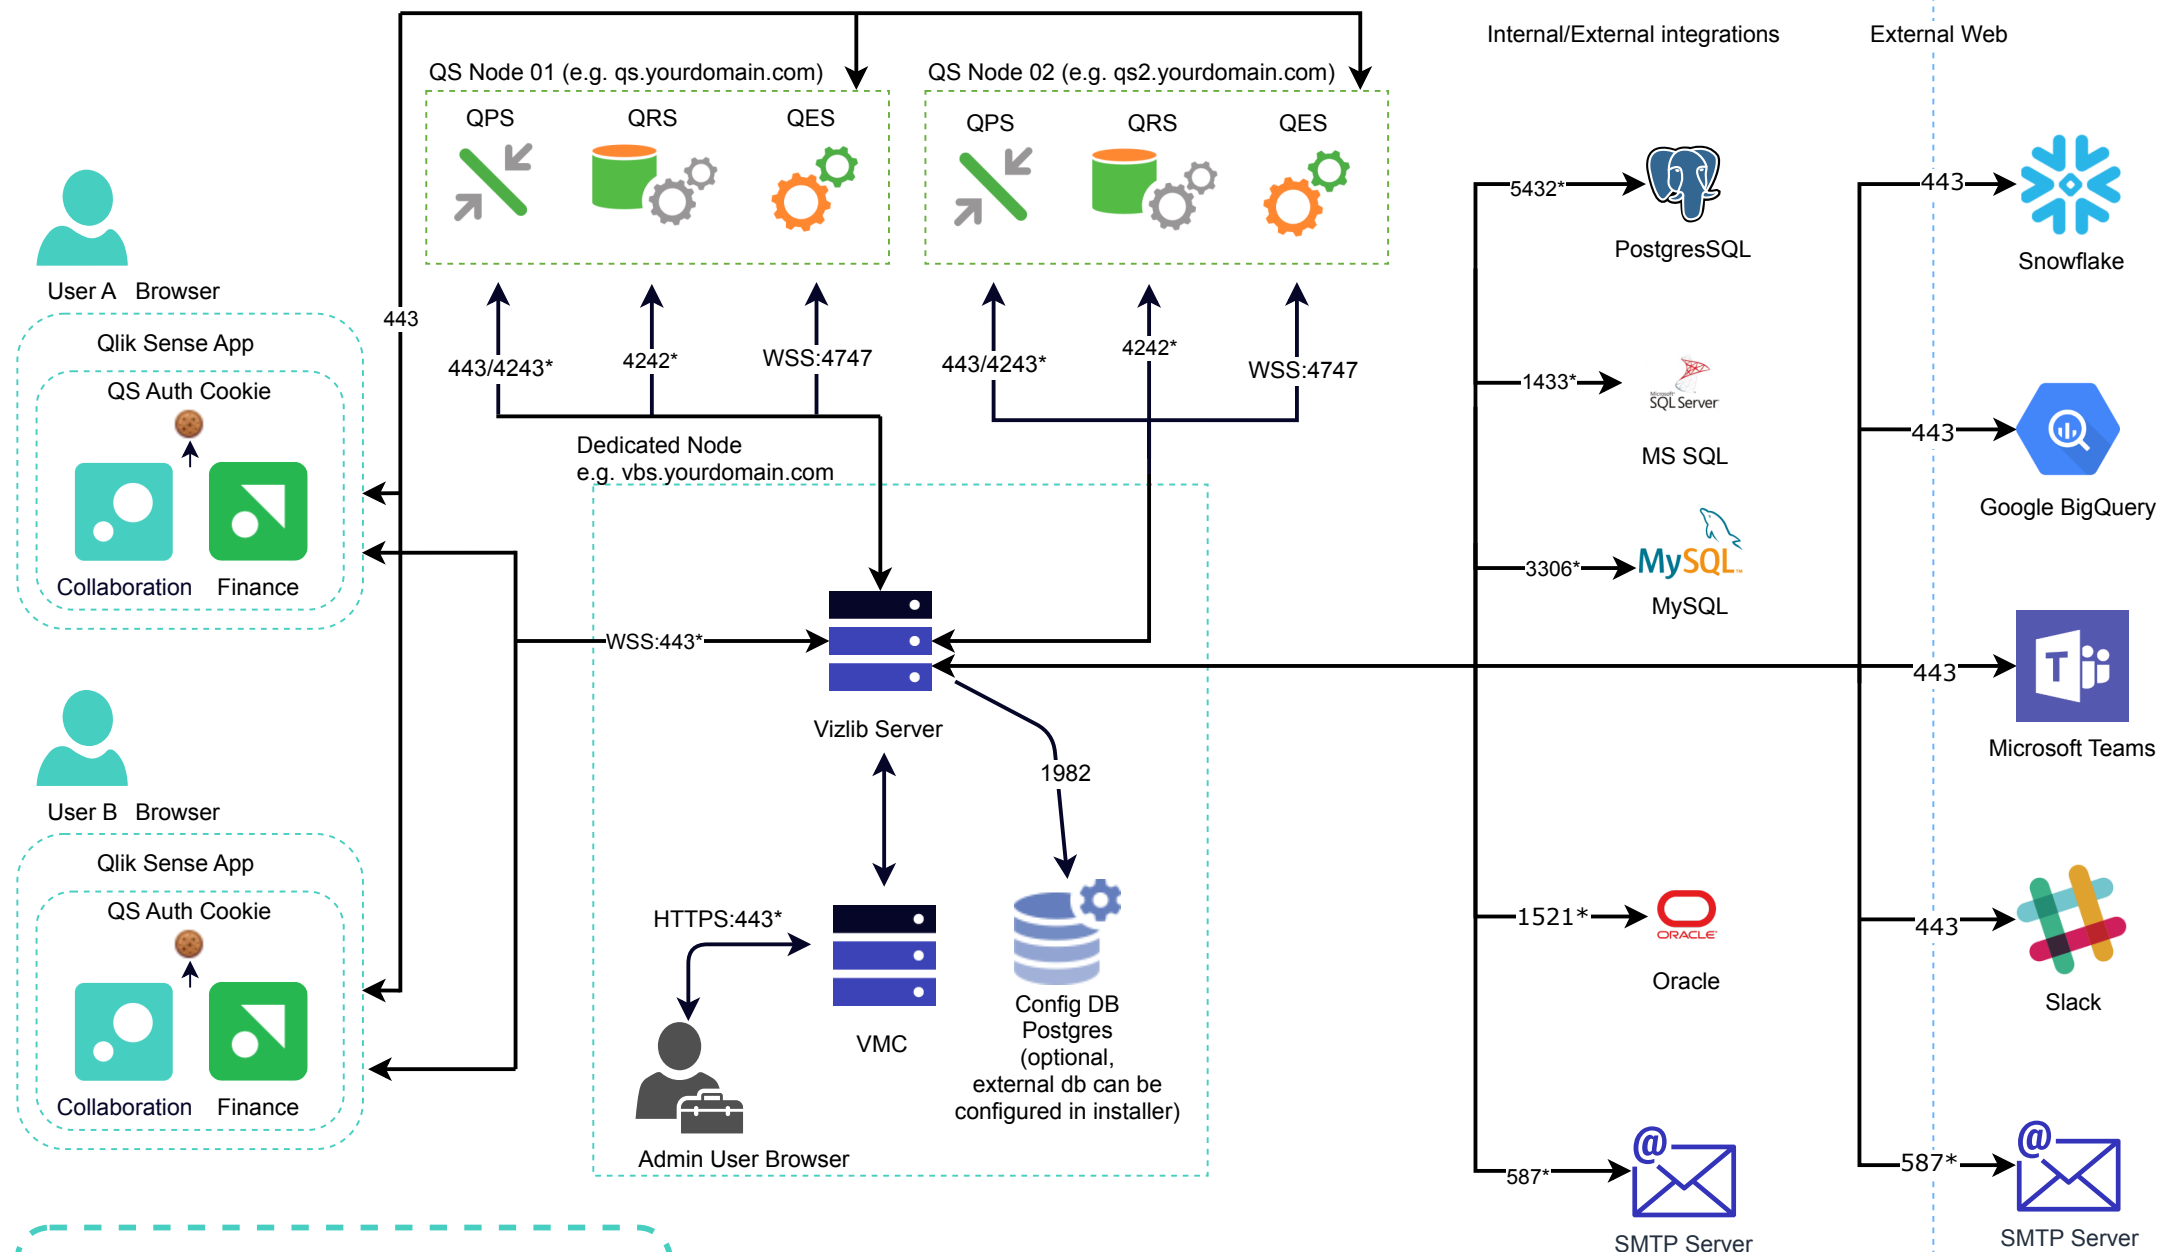 Internal/External integrations
External Web
QS Node 01 (e.g. qs.yourdomain.com)
QS Node 02 (e.g. qs2.yourdomain.com)
QPS
QRS
QES
QPS
QRS
QES
5432*
PostgresSQL
443
Snowflake
User A Browser
443
Qlik Sense App
QS Auth Cookie
Collaboration
Finance
443/4243*
4242*
WSS:4747
443/4243*
4242*
WSS:4747
1433*
Microsoft
SQL Server
MS SQL
443
Google BigQuery
Dedicated Node
e.g. vbs.yourdomain.com
3306*
MySQL
MySQL
WSS:443*
Vizlib Server
443
T
Microsoft Teams
User B Browser
Qlik Sense App
QS Auth Cookie
Collaboration
Finance
1982
HTTPS:443*
VMC
Config DB
Postgres
(optional,
external db can be
configured in installer)
Admin User Browser
1521*
ORACLE
Oracle
443
Slack
587*
@
SMTP Server
587*
@
SMTP Server